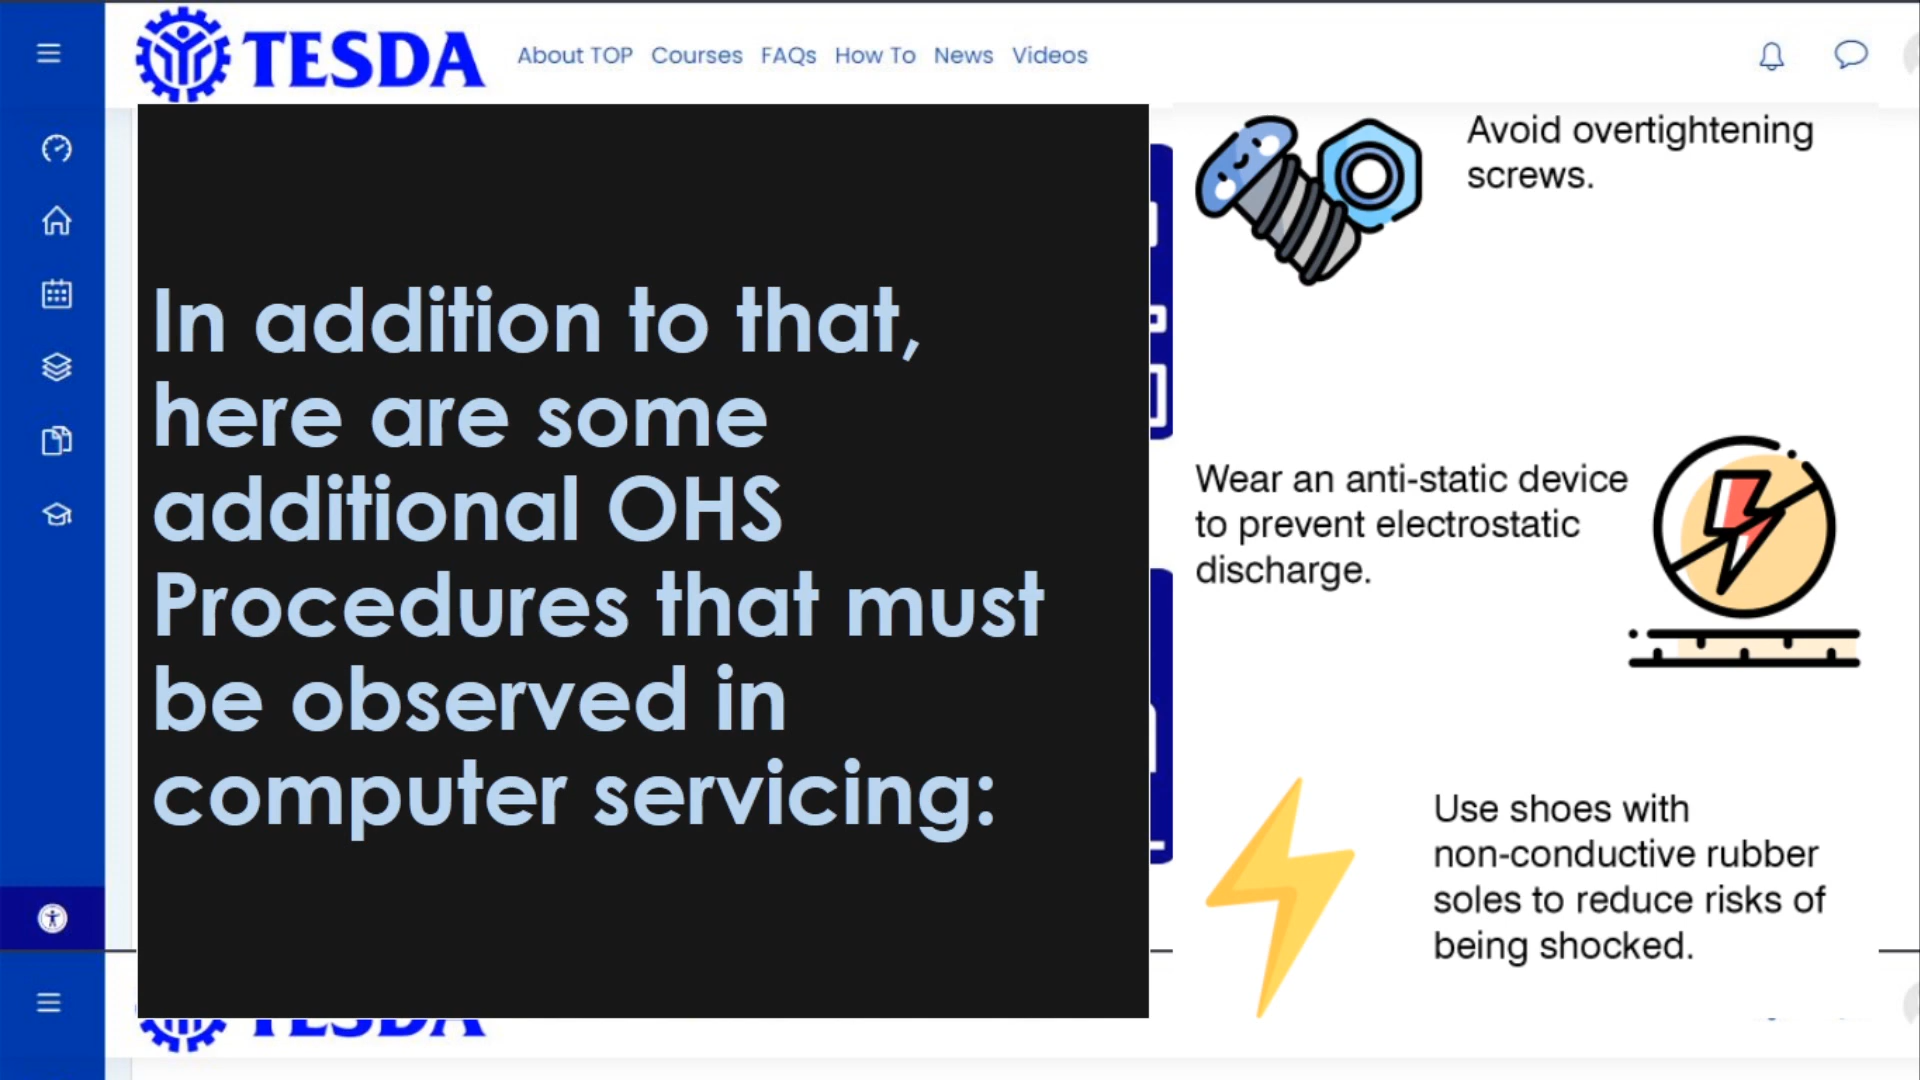 TESDA
About TOP Courses FAQs How To News Videos
In addition to that,
here are some
additional OHS
Procedures that must
be observed in
computer servicing:
Avoid overtightening
screws.
Wear an anti-static device
to prevent electrostatic
discharge.
Use shoes with
non-conductive rubber
soles to reduce risks of
being shocked.
TESDA